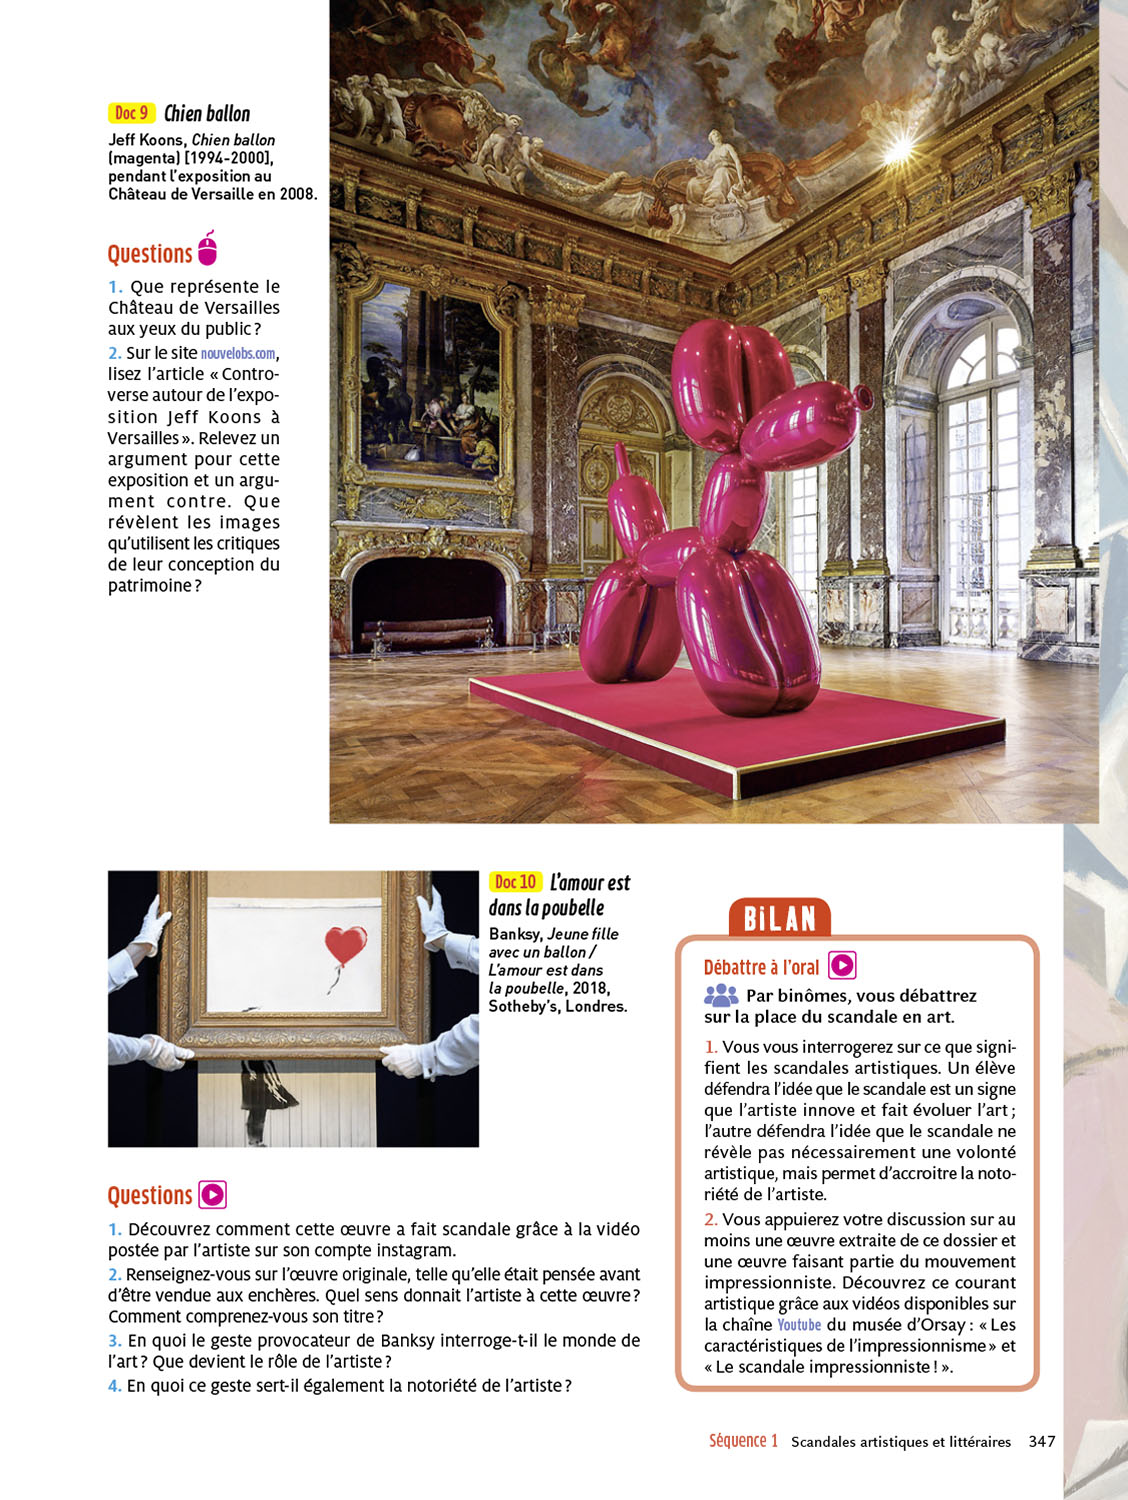 Doc 9 Chien ballon
Jeff Koons, Chien ballon
(magenta) [1994-2000],
pendant l'exposition au
Château de Versaille en 2008.
Questions
1. Que représente le
Château de Versailles
aux yeux du public ?
2. Sur le site nouvelobs.com,
lisez l'article « Contro-
verse autour de l'expo-
sition Jeff Koons à
Versailles ». Relevez un
argument pour cette
exposition et un argu-
ment contre. Que
révèlent les images
qu'utilisent les critiques
de leur conception du
patrimoine ?
Doc 10 L'amour est
dans la poubelle
Banksy, Jeune fille
avec un ballon /
L'amour est dans
la poubelle, 2018,
Sotheby's, Londres.
Questions
1. Découvrez comment cette œuvre a fait scandale grâce à la vidéo
postée par l'artiste sur son compte instagram.
2. Renseignez-vous sur l'œuvre originale, telle qu'elle était pensée avant
d'être vendue aux enchères. Quel sens donnait l'artiste à cette œuvre ?
Comment comprenez-vous son titre ?
3. En quoi le geste provocateur de Banksy interroge-t-il le monde de
l'art ? Que devient le rôle de l'artiste ?
4. En quoi ce geste sert-il également la notoriété de l'artiste ?
BiLAN
Débattre à l'oral
Par binômes, vous débattrez
sur la place du scandale en art.
1. Vous vous interrogerez sur ce que signi-
fient les scandales artistiques. Un élève
défendra l'idée que le scandale est un signe
que l'artiste innove et fait évoluer l'art ;
l'autre défendra l'idée que le scandale ne
révèle pas nécessairement une volonté
artistique, mais permet d'accroitre la noto-
riété de l'artiste.
2. Vous appuierez votre discussion sur au
moins une œuvre extraite de ce dossier et
une œuvre faisant partie du mouvement
impressionniste. Découvrez ce courant
artistique grâce aux vidéos disponibles sur
la chaîne Youtube du musée d'Orsay : « Les
caractéristiques de l'impressionnisme » et
« Le scandale impressionniste ! ».
Séquence 1 Scandales artistiques et littéraires 347